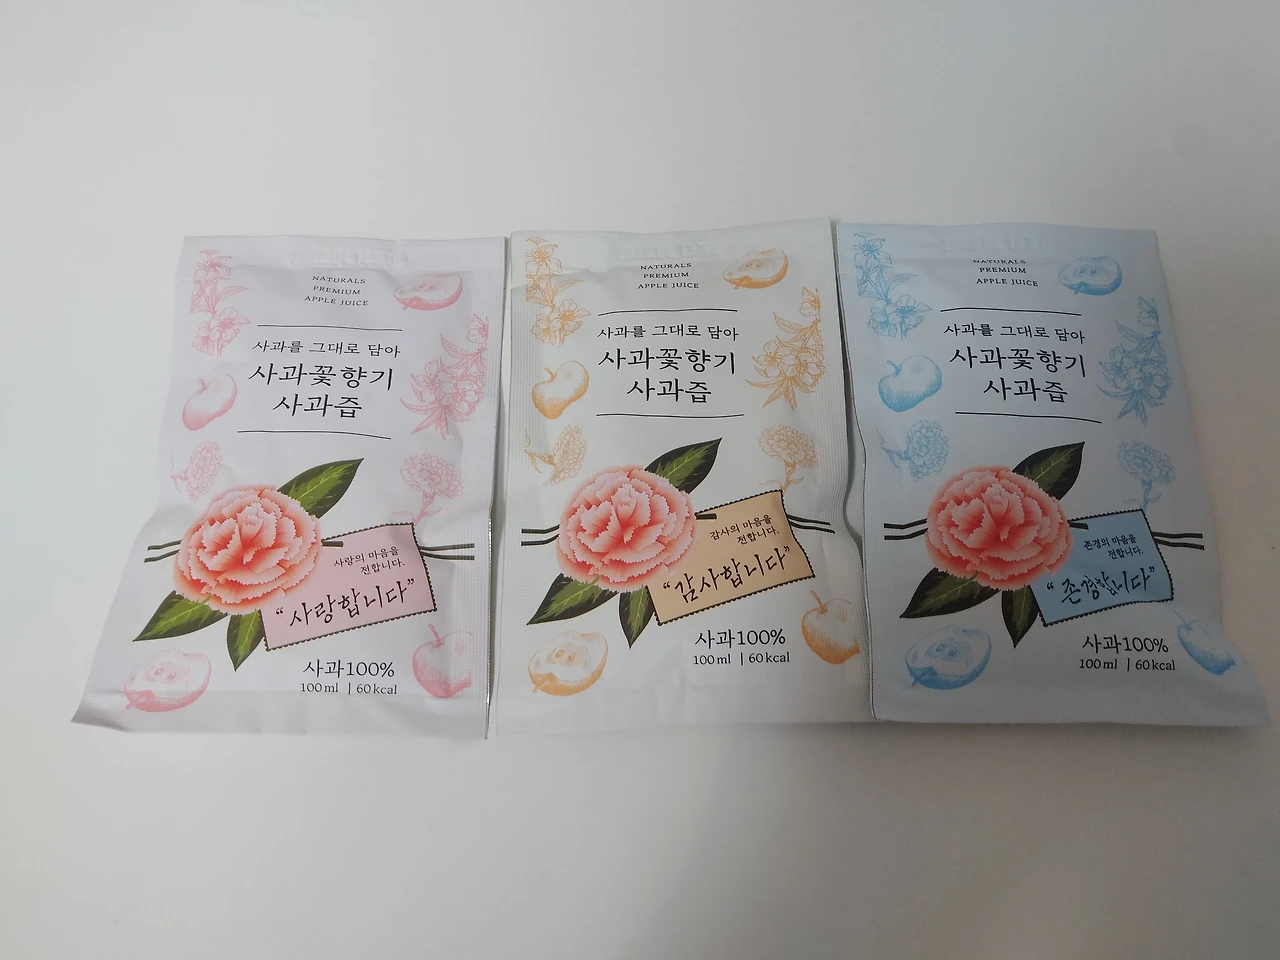 NATURALS
PREMIUM
APPLE JUICE
사과를 그대로 담아
사과꽃향기
사과즙
사랑의 마음을
전합니다.
“사랑합니다”
사과100%
100ml | 60kcal
NATURALS
PREMIUM
APPLE JUICE
사과를 그대로 담아
사과꽃향기
사과즙
감사의 마음을
전합니다.
“감사합니다”
사과100%
100ml | 60kcal
NATURALS
PREMIUM
APPLE JUICE
사과를 그대로 담아
사과꽃향기
사과즙
존경의 마음을
전합니다.
“존경합니다”
사과100%
100ml | 60kcal